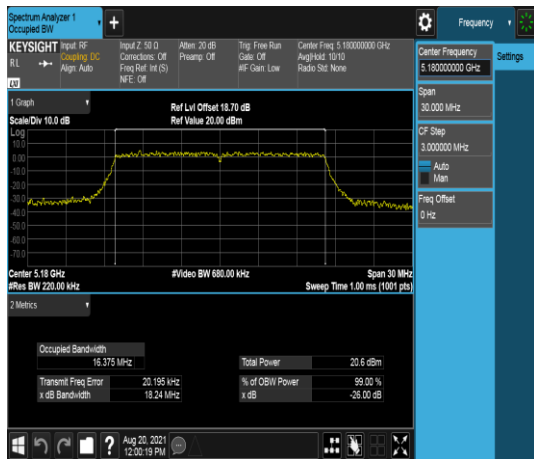 Spectrum Analyzer 1
Occupied BW
+
Frequency
KEYSIGHT
RL
LXI
Input: RF
Coupling: DC
Align: Auto
Input Z: 50 Ω
Corrections: Off
Freq Ref: Int (S)
NFE: Off
Atten: 20 dB
Preamp: Off
Trig: Free Run
Gate: Off
#IF Gain: Low
Center Freq: 5.180000000 GHz
Avg|Hold: 10/10
Radio Std: None
Center Frequency
5.180000000 GHz
Settings
Span
30.000 MHz
CF Step
3.000000 MHz
Auto
Man
Freq Offset
0 Hz
1 Graph
Scale/Div 10.0 dB
Ref Lvl Offset 18.70 dB
Ref Value 20.00 dBm
Log
10.0
0.00
-10.0
-20.0
-30.0
-40.0
-50.0
-60.0
-70.0
Center 5.18 GHz
#Res BW 220.00 kHz
#Video BW 680.00 kHz
Span 30 MHz
Sweep Time 1.00 ms (1001 pts)
2 Metrics
Occupied Bandwidth
16.375 MHz
Total Power 20.6 dBm
Transmit Freq Error 20.195 kHz
% of OBW Power 99.00 %
x dB Bandwidth 18.24 MHz
x dB -26.00 dB
?
Aug 20, 2021
12:00:19 PM